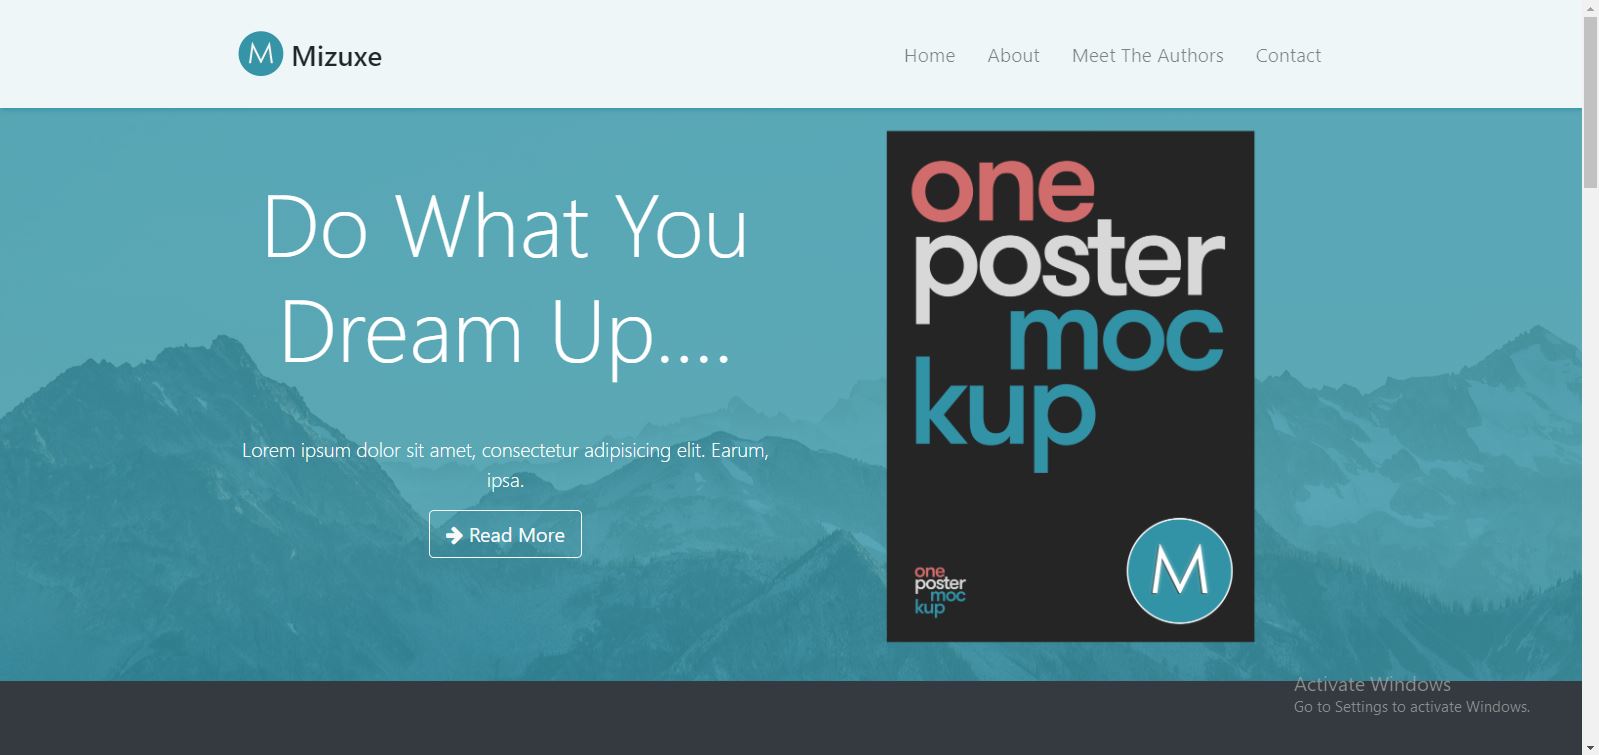 M Mizuxe
Home About Meet The Authors Contact
Do What You
Dream Up....
Lorem ipsum dolor sit amet, consectetur adipisicing elit. Earum,
ipsa.
Read More
one
poster
moc
kup
one
poster
moc
kup
M
Activate Windows
Go to Settings to activate Windows.